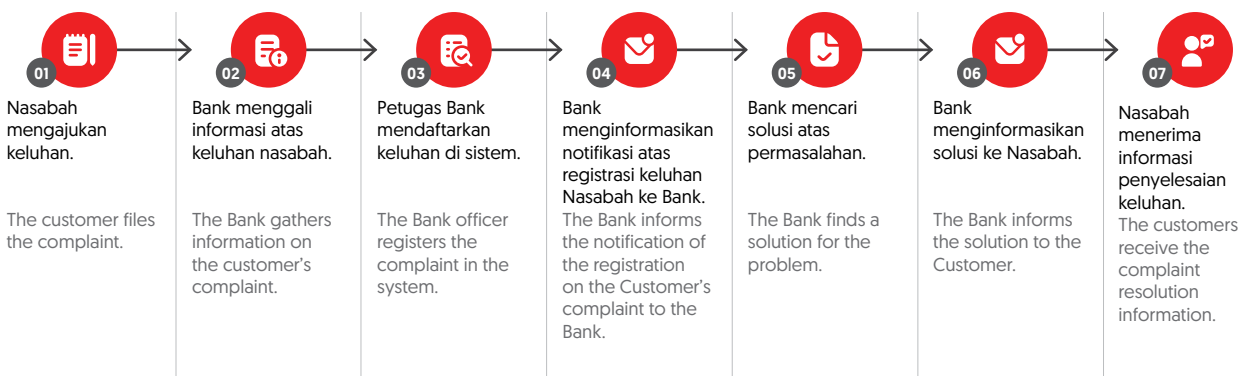 01
Nasabah
mengajukan
keluhan.
The customer files
the complaint.
02
Bank menggali
informasi atas
keluhan nasabah.
The Bank gathers
information on
the customer's
complaint.
03
Petugas Bank
mendaftarkan
keluhan di sistem.
The Bank officer
registers the
complaint in the
system.
04
Bank
menginformasikan
notifikasi atas
registrasi keluhan
Nasabah ke Bank.
The Bank informs
the notification of
the registration
on the Customer's
complaint to the
Bank.
05
Bank mencari
solusi atas
permasalahan.
The Bank finds a
solution for the
problem.
06
Bank
menginformasikan
solusi ke Nasabah.
The Bank informs
the solution to the
Customer.
07
Nasabah
menerima
informasi
penyelesaian
keluhan.
The customers
receive the
complaint
resolution
information.